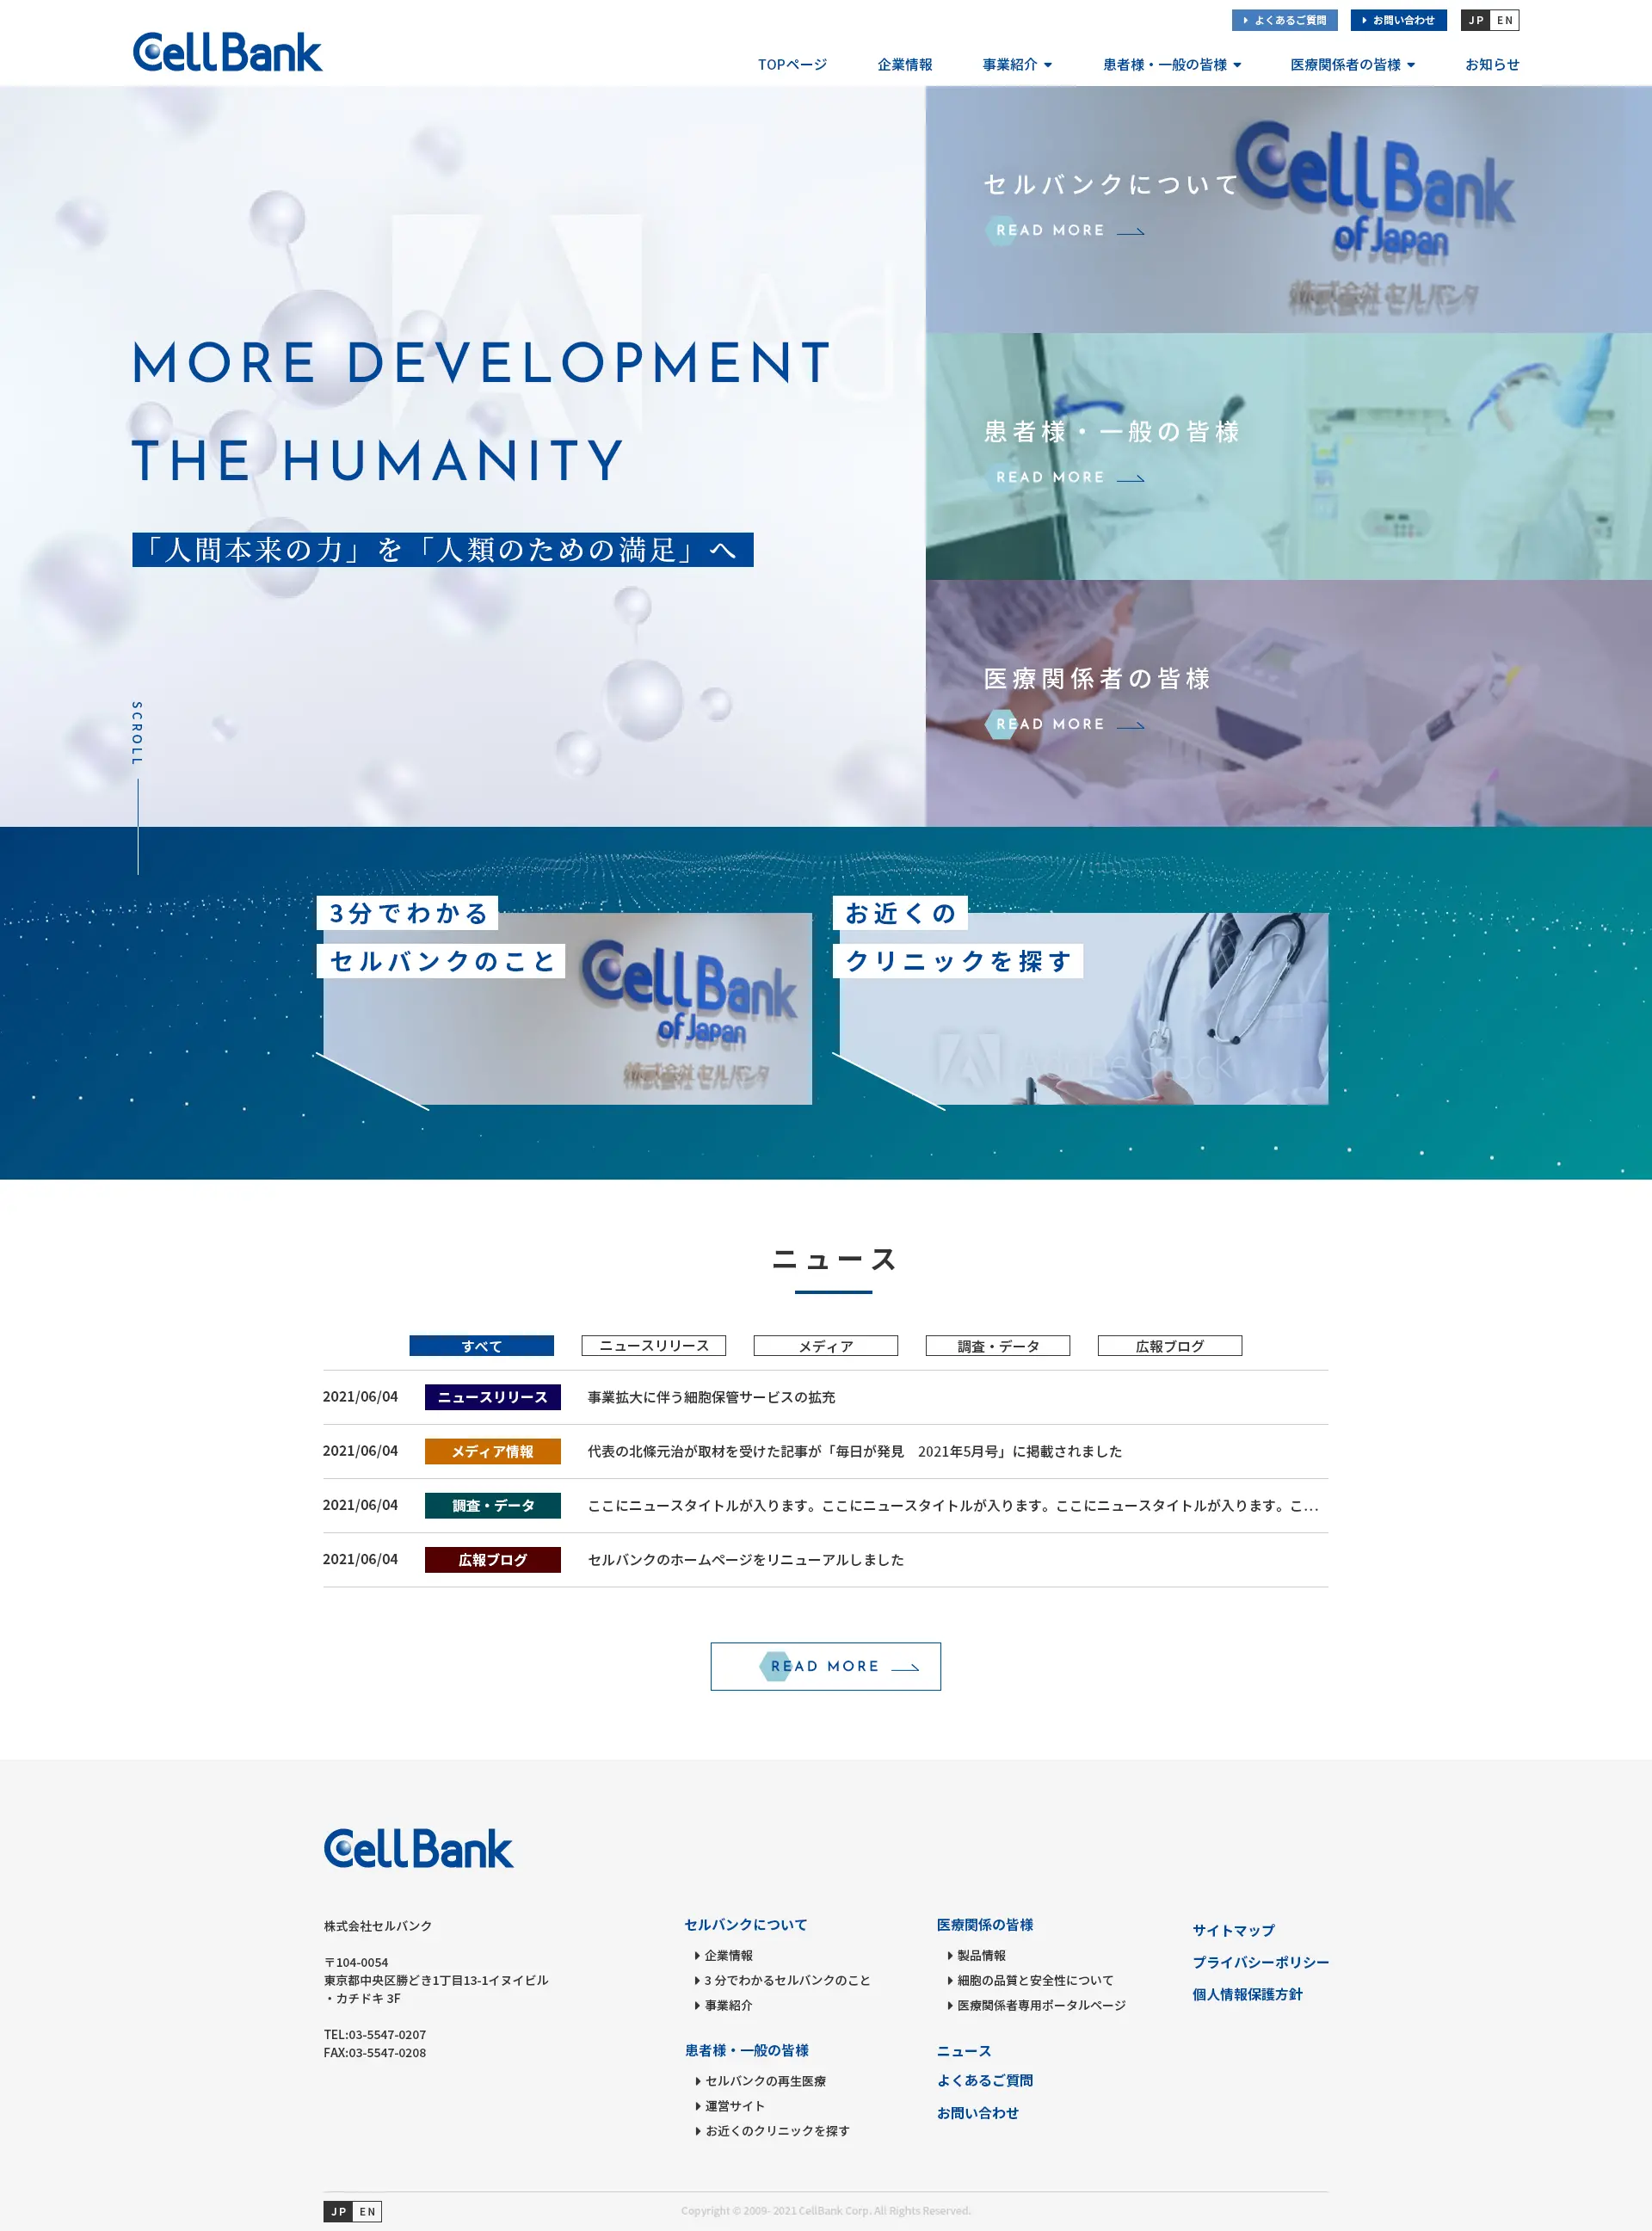 よくあるご質問
お問い合わせ
JP EN
CellBank
TOPページ
企業情報
事業紹介
患者様・一般の皆様
医療関係者の皆様
お知らせ
MORE DEVELOPMENT
THE HUMANITY
「人間本来の力」を「人類のための満足」へ
SCROLL
セルバンクについて
READ MORE
CellBank
of Japan
株式会社 セルバンク
患者様・一般の皆様
READ MORE
医療関係者の皆様
READ MORE
3分でわかる
セルバンクのこと
CellBank
of Japan
株式会社 セルバンク
お近くの
クリニックを探す
Adobe Stock
ニュース
すべて
ニュースリリース
メディア
調査・データ
広報ブログ
2021/06/04 ニュースリリース 事業拡大に伴う細胞保管サービスの拡充
2021/06/04 メディア情報 代表の北條元治が取材を受けた記事が「毎日が発見　2021年5月号」に掲載されました
2021/06/04 調査・データ ここにニュースタイトルが入ります。ここにニュースタイトルが入ります。ここにニュースタイトルが入ります。こ…
2021/06/04 広報ブログ セルバンクのホームページをリニューアルしました
READ MORE
CellBank
株式会社セルバンク
〒104-0054
東京都中央区勝どき1丁目13-1イヌイビル
・カチドキ 3F
TEL:03-5547-0207
FAX:03-5547-0208
セルバンクについて
企業情報
3 分でわかるセルバンクのこと
事業紹介
患者様・一般の皆様
セルバンクの再生医療
運営サイト
お近くのクリニックを探す
医療関係の皆様
製品情報
細胞の品質と安全性について
医療関係者専用ポータルページ
ニュース
よくあるご質問
お問い合わせ
サイトマップ
プライバシーポリシー
個人情報保護方針
JP EN
Copyright © 2009- 2021 CellBank Corp. All Rights Reserved.